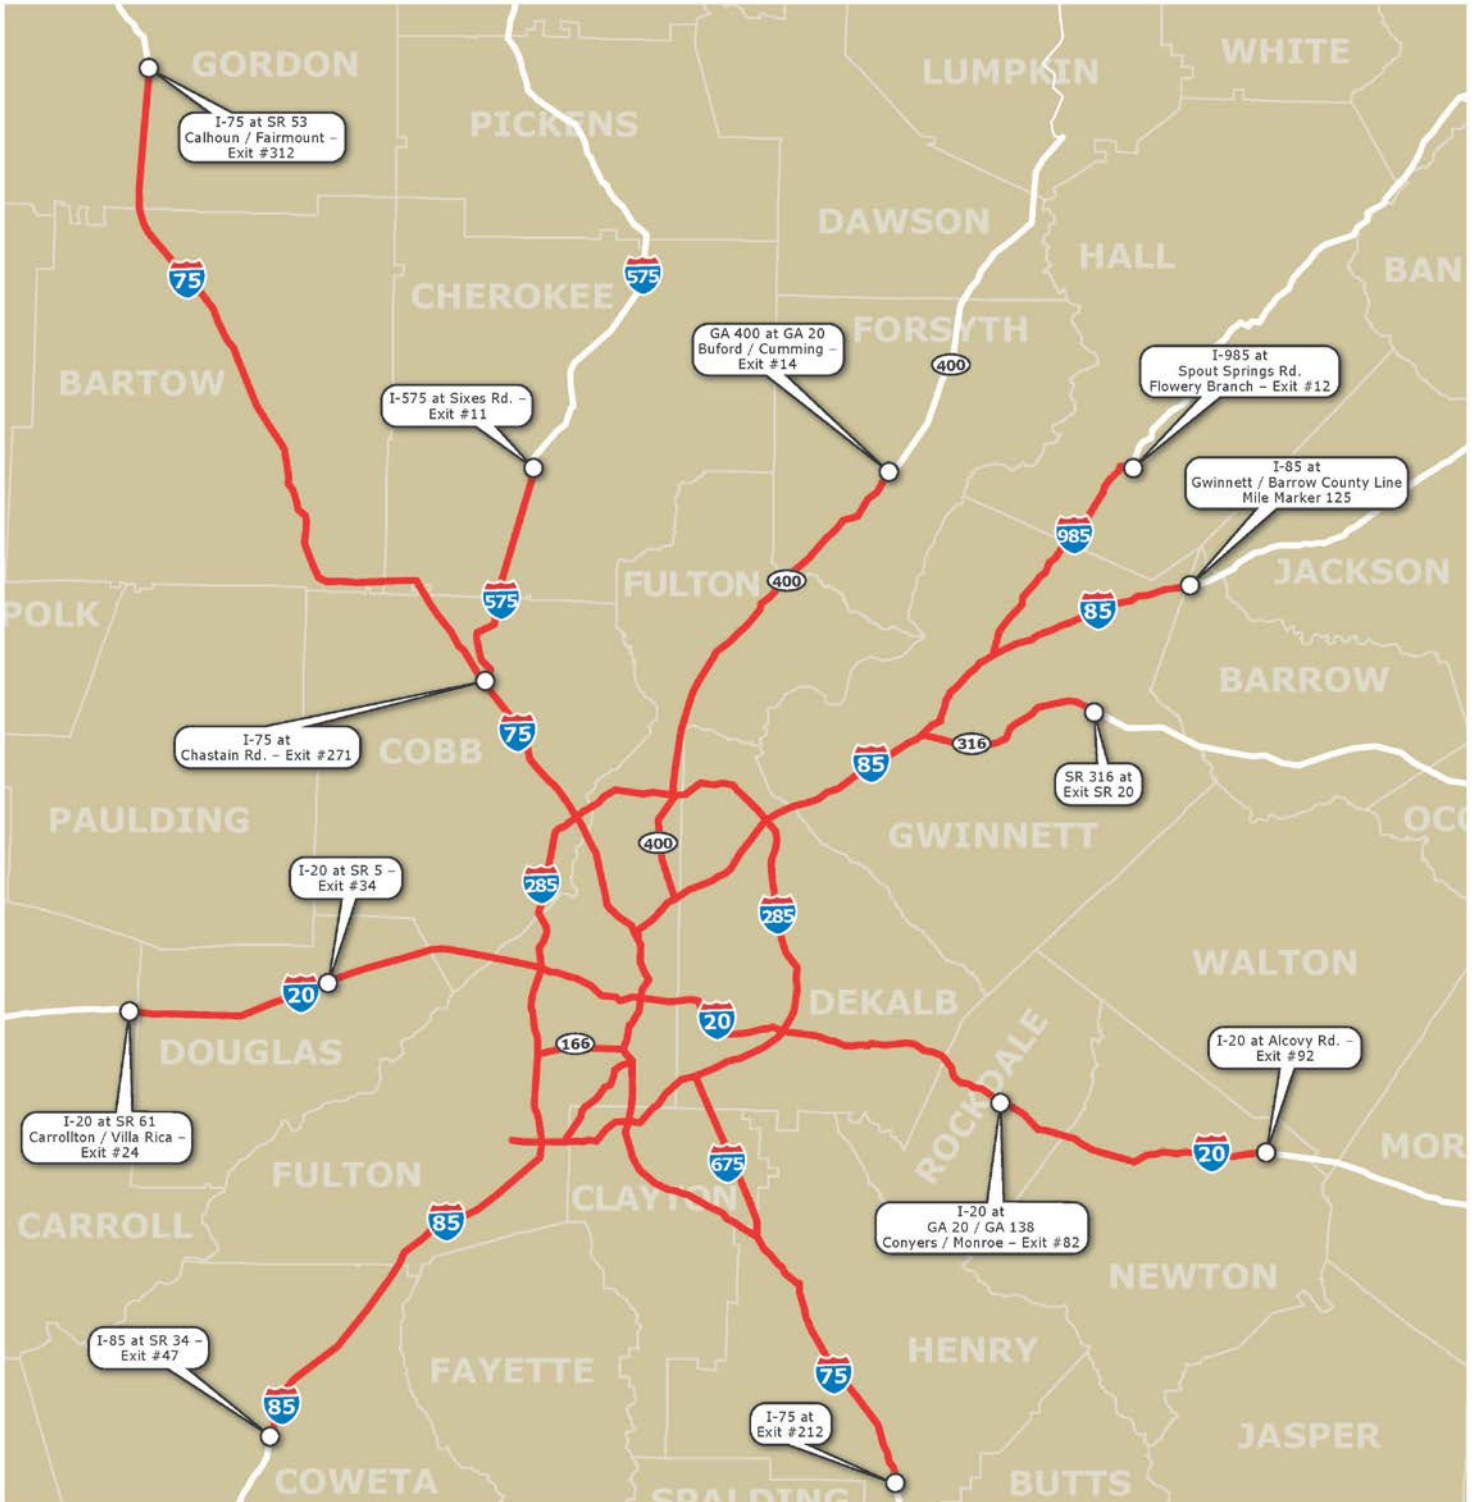 GORDON
WHITE
LUMPKIN
PICKENS
I-75 at SR 53
Calhoun / Fairmount –
Exit #312
DAWSON
HALL
BAN
75
575
CHEROKEE
FORSYTH
GA 400 at GA 20
Buford / Cumming –
Exit #14
400
I-985 at
Spout Springs Rd.
Flowery Branch – Exit #12
BARTOW
I-575 at Sixes Rd. –
Exit #11
I-85 at
Gwinnett / Barrow County Line
Mile Marker 125
985
JACKSON
FULTON
400
575
85
POLK
BARROW
75
I-75 at
Chastain Rd. – Exit #271
COBB
316
85
SR 316 at
Exit SR 20
PAULDING
OCO
GWINNETT
400
I-20 at SR 5 –
Exit #34
285
285
WALTON
20
DEKALB
20
166
DOUGLAS
ROCKDALE
I-20 at Alcovy Rd. –
Exit #92
I-20 at SR 61
Carrollton / Villa Rica –
Exit #24
MOR
20
675
FULTON
CLAYTON
CARROLL
85
I-20 at
GA 20 / GA 138
Conyers / Monroe – Exit #82
NEWTON
I-85 at SR 34 –
Exit #47
HENRY
FAYETTE
75
85
I-75 at
Exit #212
JASPER
COWETA
BUTTS
SPALDING